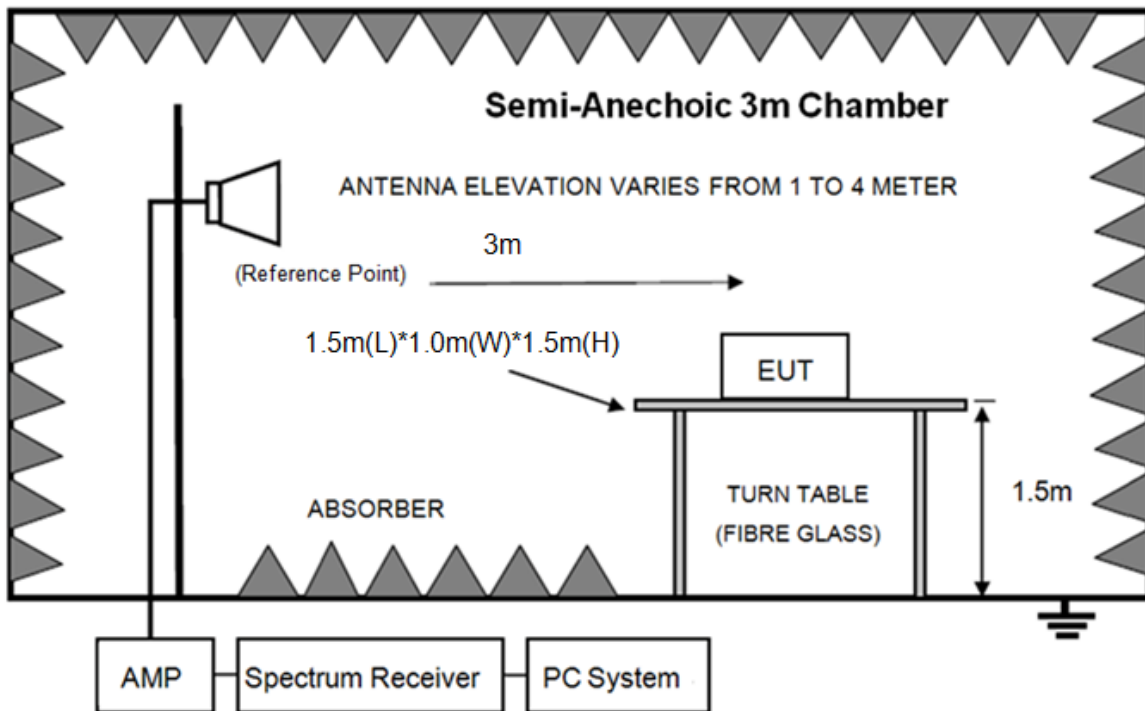 Semi-Anechoic 3m Chamber
ANTENNA ELEVATION VARIES FROM 1 TO 4 METER
3m
(Reference Point)
1.5m(L)*1.0m(W)*1.5m(H)
EUT
ABSORBER
TURN TABLE
(FIBRE GLASS)
1.5m
AMP
Spectrum Receiver
PC System